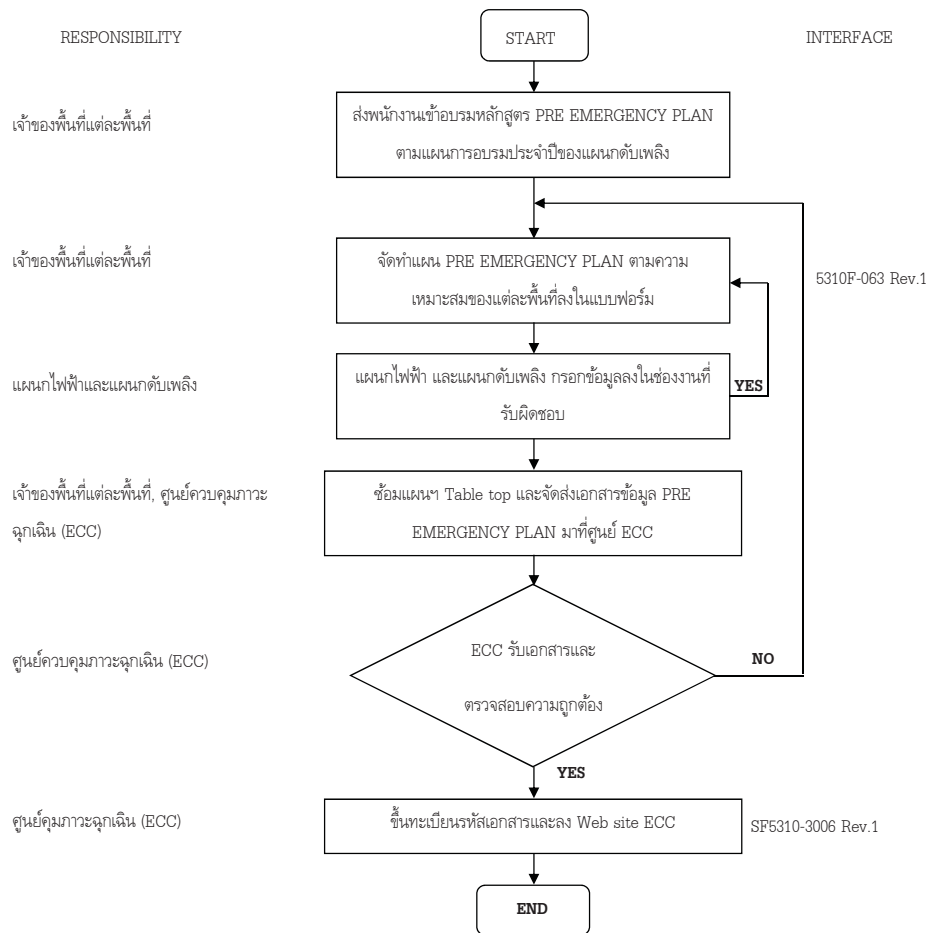 RESPONSIBILITY
START
INTERFACE
เจ้าของพื้นที่แต่ละพื้นที่
ส่งพนักงานเข้าอบรมหลักสูตร PRE EMERGENCY PLAN
ตามแผนการอบรมประจำปีของแผนกดับเพลิง
เจ้าของพื้นที่แต่ละพื้นที่
จัดทำแผน PRE EMERGENCY PLAN ตามความ
เหมาะสมของแต่ละพื้นที่ลงในแบบฟอร์ม
5310F-063 Rev.1
แผนกไฟฟ้าและแผนกดับเพลิง
แผนกไฟฟ้า และแผนกดับเพลิง กรอกข้อมูลลงในช่องงานที่
รับผิดชอบ
YES
เจ้าของพื้นที่แต่ละพื้นที่, ศูนย์ควบคุมภาวะ
ฉุกเฉิน (ECC)
ซ้อมแผนฯ Table top และจัดส่งเอกสารข้อมูล PRE
EMERGENCY PLAN มาที่ศูนย์ ECC
ศูนย์ควบคุมภาวะฉุกเฉิน (ECC)
ECC รับเอกสารและ
ตรวจสอบความถูกต้อง
NO
YES
ศูนย์คุมภาวะฉุกเฉิน (ECC)
ขึ้นทะเบียนรหัสเอกสารและลง Web site ECC
SF5310-3006 Rev.1
END